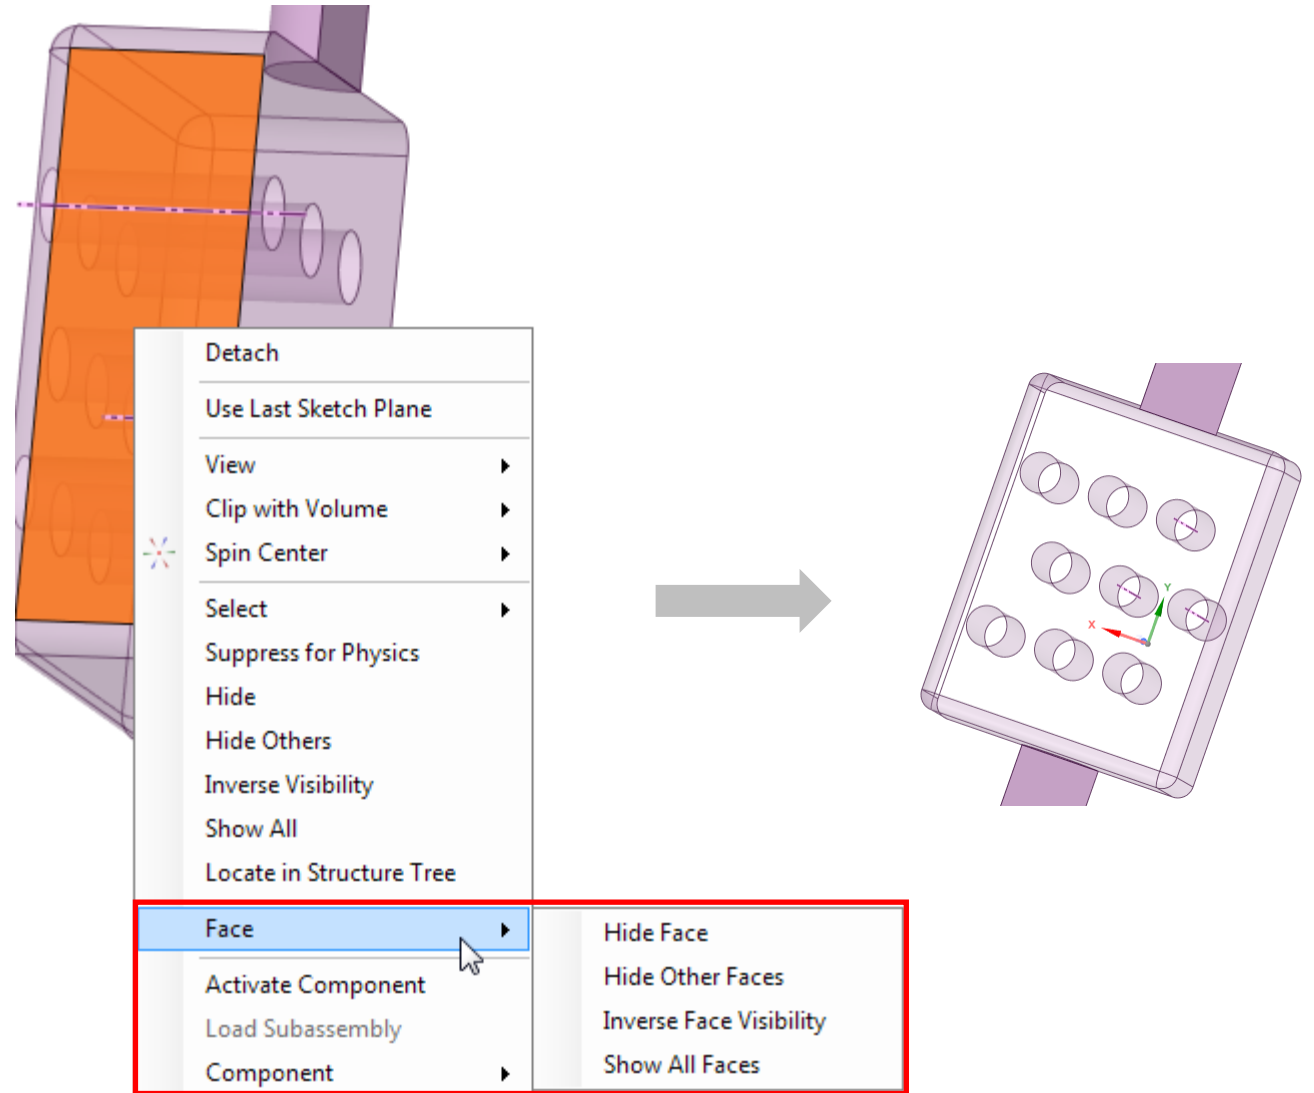 Detach
Use Last Sketch Plane
View
Clip with Volume
Spin Center
Select
Suppress for Physics
Hide
Hide Others
Inverse Visibility
Show All
Locate in Structure Tree
Face
Activate Component
Load Subassembly
Component
Hide Face
Hide Other Faces
Inverse Face Visibility
Show All Faces
Y
X